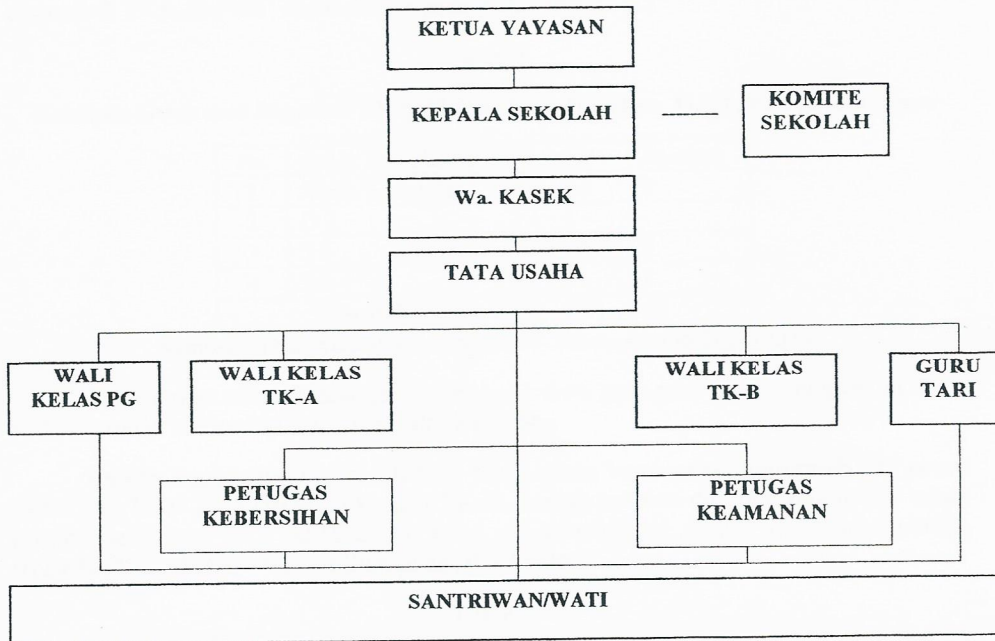 KETUA YAYASAN
KEPALA SEKOLAH
KOMITE
SEKOLAH
Wa. KASEK
TATA USAHA
WALI
KELAS PG
WALI KELAS
TK-A
WALI KELAS
TK-B
GURU
TARI
PETUGAS
KEBERSIHAN
PETUGAS
KEAMANAN
SANTRIWAN/WATI